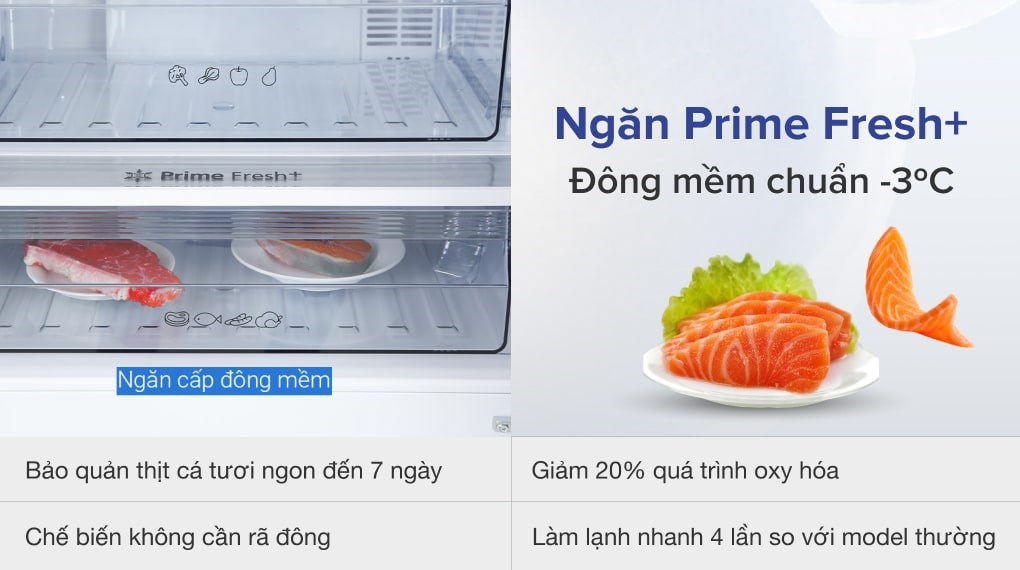 Prime Fresh+
Ngăn cấp đông mềm
Ngăn Prime Fresh+
Đông mềm chuẩn -3ºC
Bảo quản thịt cá tươi ngon đến 7 ngày
Giảm 20% quá trình oxy hóa
Chế biến không cần rã đông
Làm lạnh nhanh 4 lần so với model thường